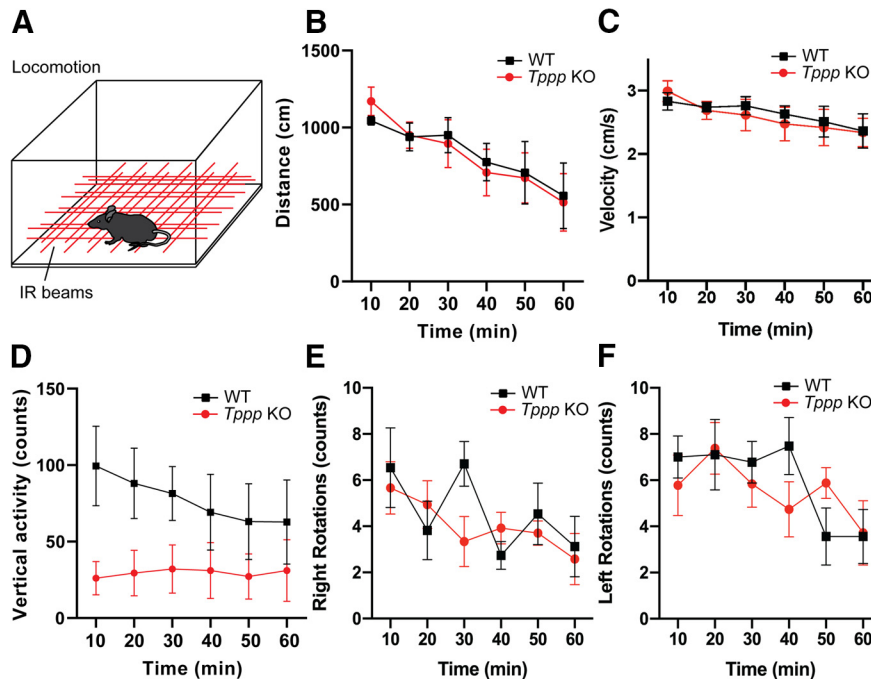 A
Locomotion
IR beams
B
1500
1000
500
0
Distance (cm)
WT
Tppp KO
10 20 30 40 50 60
Time (min)
C
3
2
1
0
Velocity (cm/s)
WT
Tppp KO
10 20 30 40 50 60
Time (min)
D
150
100
50
0
Vertical activity (counts)
WT
Tppp KO
10 20 30 40 50 60
Time (min)
E
10
8
6
4
2
0
Right Rotations (counts)
WT
Tppp KO
10 20 30 40 50 60
Time (min)
F
10
8
6
4
2
0
Left Rotations (counts)
WT
Tppp KO
10 20 30 40 50 60
Time (min)